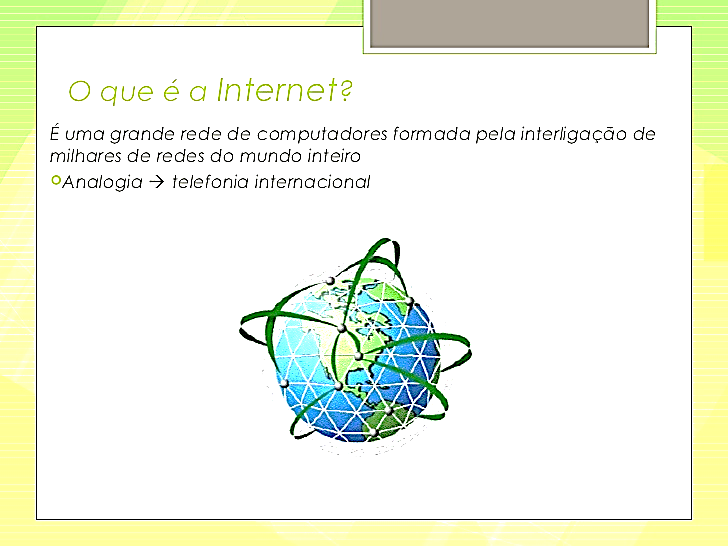 O que é a Internet?
É uma grande rede de computadores formada pela interligação de
milhares de redes do mundo inteiro
Analogia → telefonia internacional